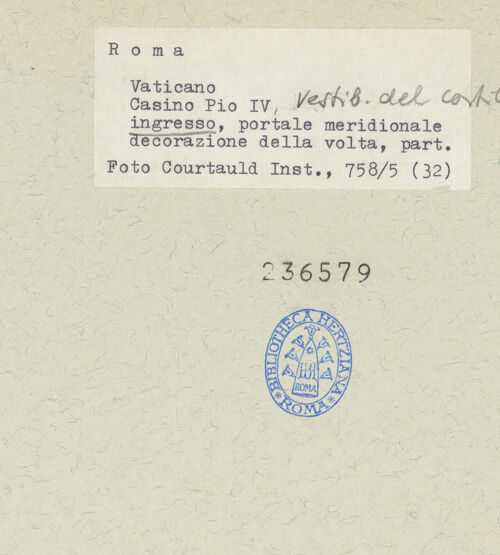 Roma
Vaticano
Casino Pio IV, vestib. del
ingresso, portale meridionale
decorazione della volta, part.
Foto Courtauld Inst., 758/5 (32)
236579
BIBLIOTHECA HERTZIANA
ROMA
ROMA